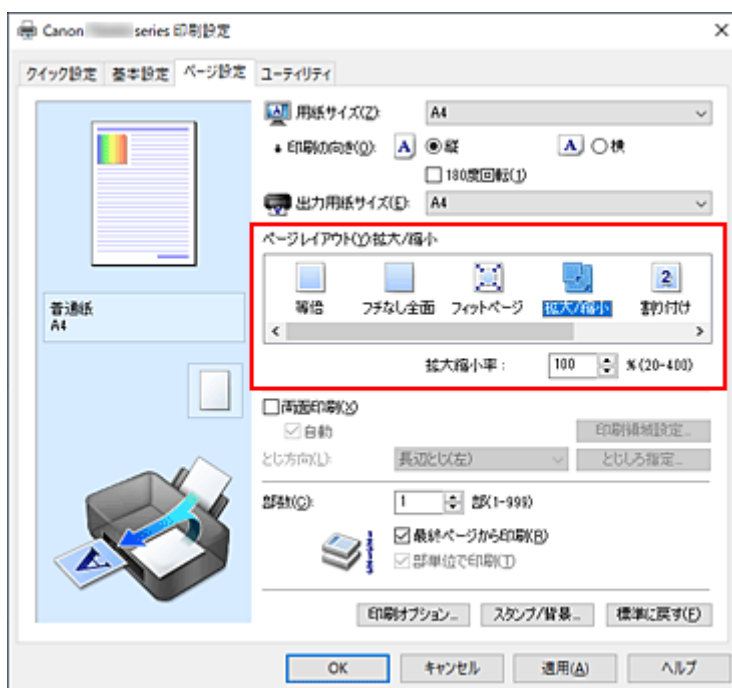 Canon series 印刷設定
クイック設定 基本設定 ページ設定 ユーティリティ
用紙サイズ(Z): A4
印刷の向き(O): A 縦 A 横
180度回転(J)
出力用紙サイズ(E): A4
ページレイアウト(Y):拡大/縮小
等倍 フチなし全面 フィットページ 拡大/縮小 割り付け
拡大縮小率: 100 % (20-400)
普通紙
A4
両面印刷(X)
自動 印刷領域設定...
とじ方向(L): 長辺とじ(左) とじしろ指定...
部数(C): 1 部(1-999)
最終ページから印刷(R)
部単位で印刷(T)
印刷オプション... スタンプ/背景... 標準に戻す(F)
OK キャンセル 適用(A) ヘルプ